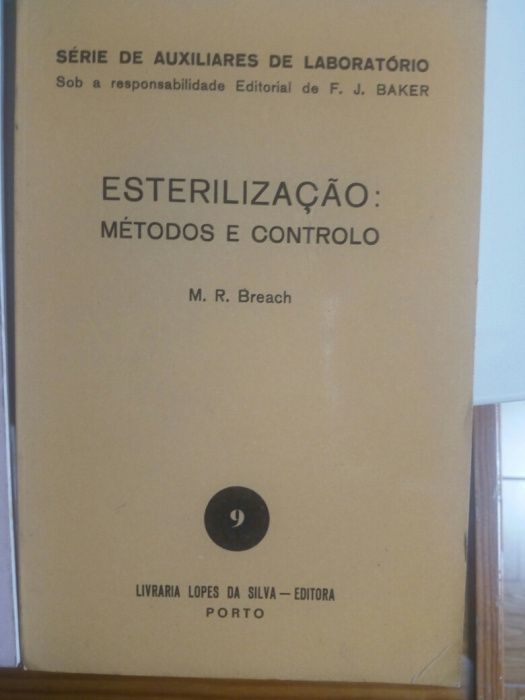 SÉRIE DE AUXILIARES DE LABORATÓRIO
Sob a responsabilidade Editorial de F. J. BAKER
ESTERILIZAÇÃO:
MÉTODOS E CONTROLO
M. R. Breach
9
LIVRARIA LOPES DA SILVA — EDITORA
PORTO